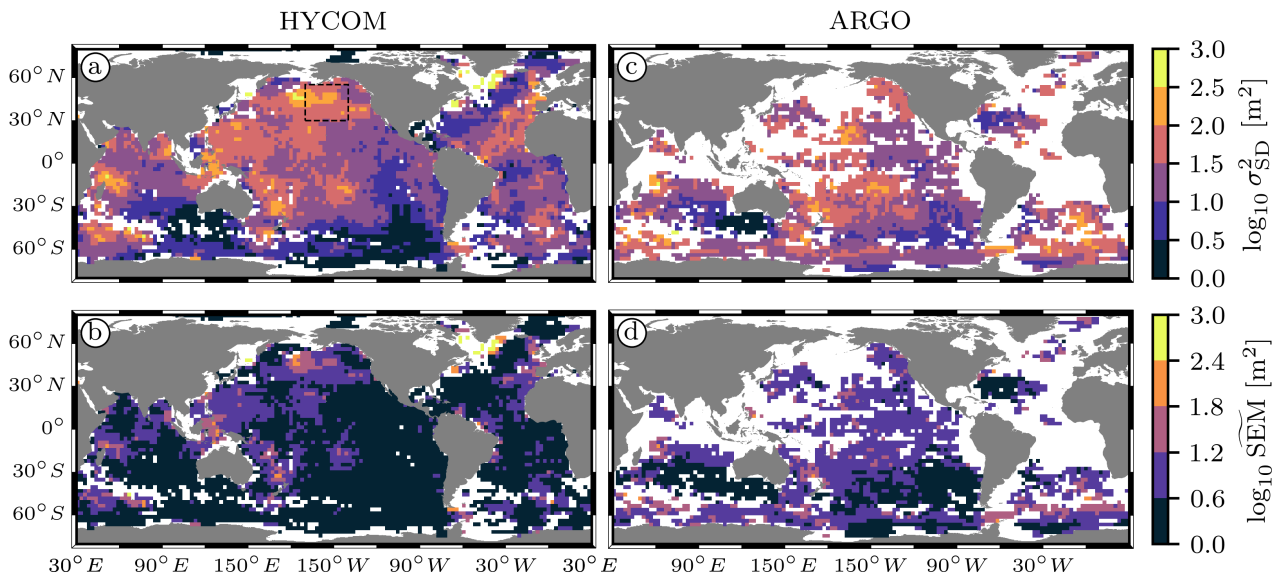 HYCOM ARGO
a c
60° N
30° N
0°
30° S
60° S
3.0
2.5
2.0
1.5
1.0
0.5
0.0
log₁₀ σ²_SD [m²]
b d
60° N
30° N
0°
30° S
60° S
3.0
2.4
1.8
1.2
0.6
0.0
log₁₀ S͠E͠M͠ [m²]
30° E 90° E 150° E 150° W 90° W 30° W 30° E 90° E 150° E 150° W 90° W 30° W 30° E